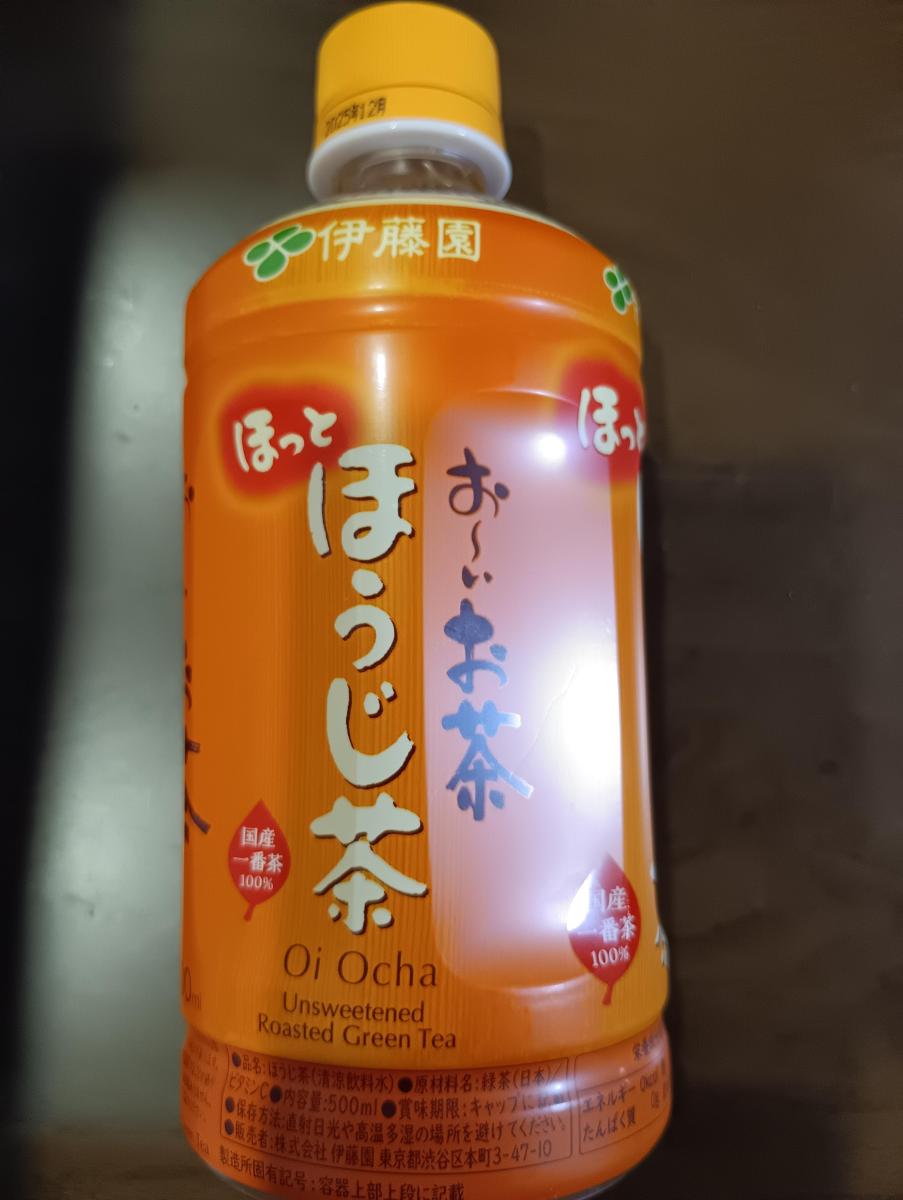 2025年12月
伊藤園
ほっと
ほうじ茶
お〜いお茶
ほっと
国産
一番茶
100%
国産
一番茶
100%
Oi Ocha
Unsweetened
Roasted Green Tea
●品名:ほうじ茶(清涼飲料水)●原材料名:緑茶(日本)/
ビタミンC●内容量:500ml●賞味期限:キャップに記載
●保存方法:直射日光や高温多湿の場所を避けてください。
●販売者:株式会社 伊藤園 東京都渋谷区本町3-47-10
製造所固有記号:容器上部上段に記載
エネルギー 0kcal
たんぱく質 0g